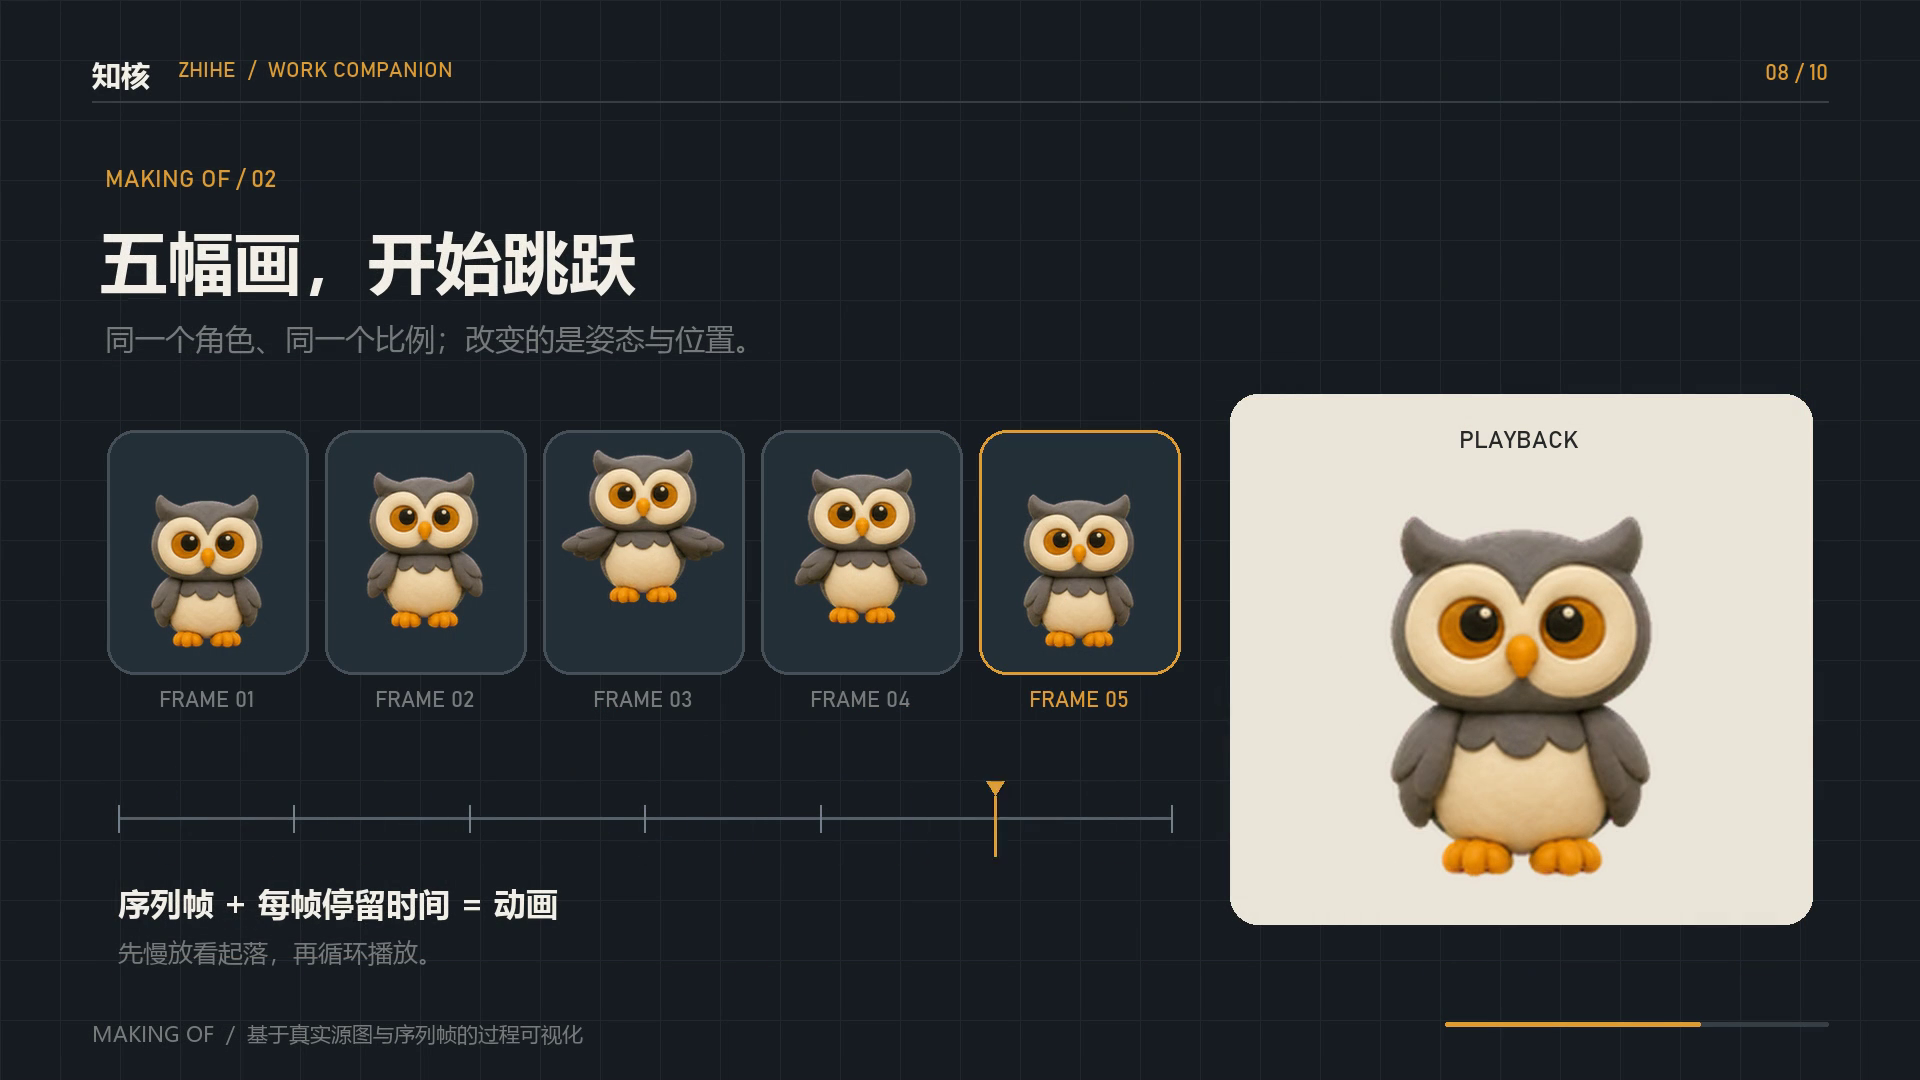 知核 ZHIHE / WORK COMPANION
08 / 10
MAKING OF / 02
五幅画，开始跳跃
同一个角色、同一个比例；改变的是姿态与位置。
PLAYBACK
FRAME 01
FRAME 02
FRAME 03
FRAME 04
FRAME 05
序列帧 + 每帧停留时间 = 动画
先慢放看起落，再循环播放。
MAKING OF / 基于真实源图与序列帧的过程可视化